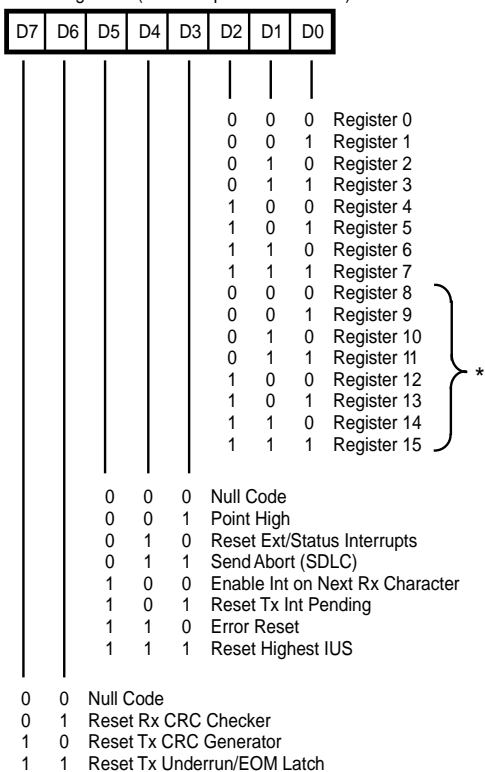 D7 D6 D5 D4 D3 D2 D1 D0
0 0 0 Register 0
0 0 1 Register 1
0 1 0 Register 2
0 1 1 Register 3
1 0 0 Register 4
1 0 1 Register 5
1 1 0 Register 6
1 1 1 Register 7
0 0 0 Register 8
0 0 1 Register 9
0 1 0 Register 10
0 1 1 Register 11
1 0 0 Register 12
1 0 1 Register 13
1 1 0 Register 14
1 1 1 Register 15
*
0 0 0 Null Code
0 0 1 Point High
0 1 0 Reset Ext/Status Interrupts
0 1 1 Send Abort (SDLC)
1 0 0 Enable Int on Next Rx Character
1 0 1 Reset Tx Int Pending
1 1 0 Error Reset
1 1 1 Reset Highest IUS
0 0 Null Code
0 1 Reset Rx CRC Checker
1 0 Reset Tx CRC Generator
1 1 Reset Tx Underrun/EOM Latch